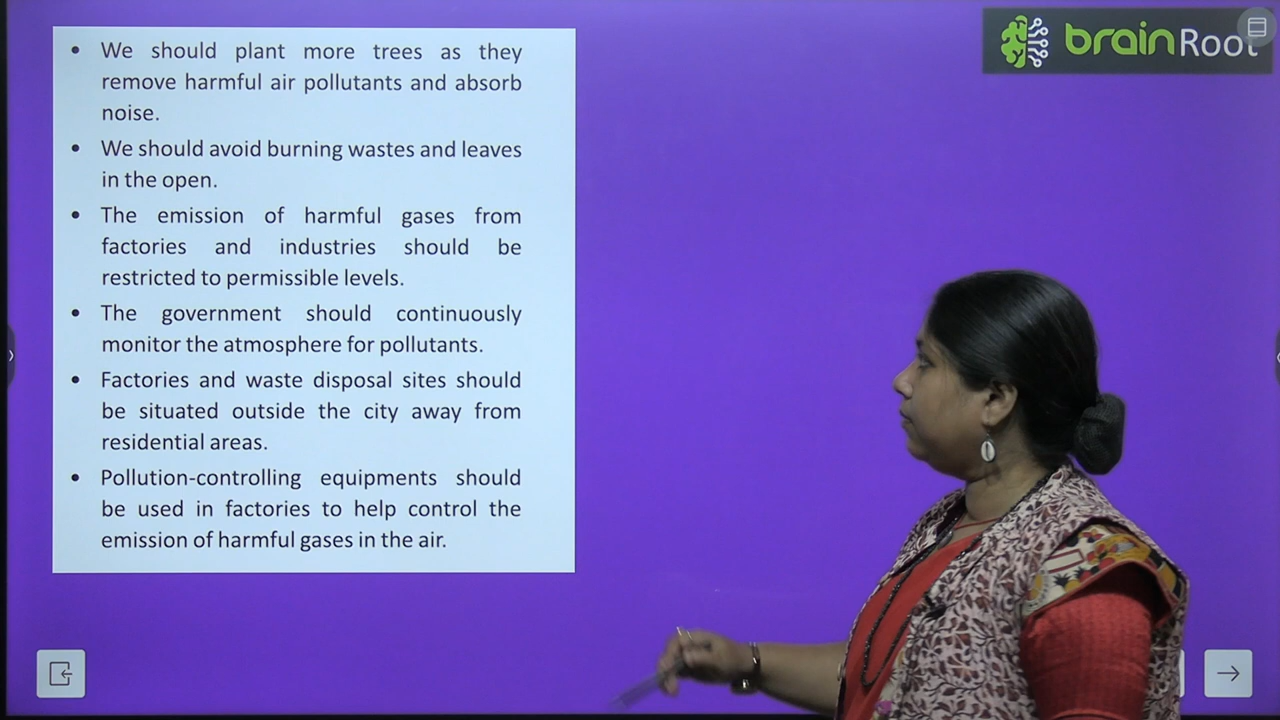 brainRoot
• We should plant more trees as they
remove harmful air pollutants and absorb
noise.
• We should avoid burning wastes and leaves
in the open.
• The emission of harmful gases from
factories and industries should be
restricted to permissible levels.
• The government should continuously
monitor the atmosphere for pollutants.
• Factories and waste disposal sites should
be situated outside the city away from
residential areas.
• Pollution-controlling equipments should
be used in factories to help control the
emission of harmful gases in the air.